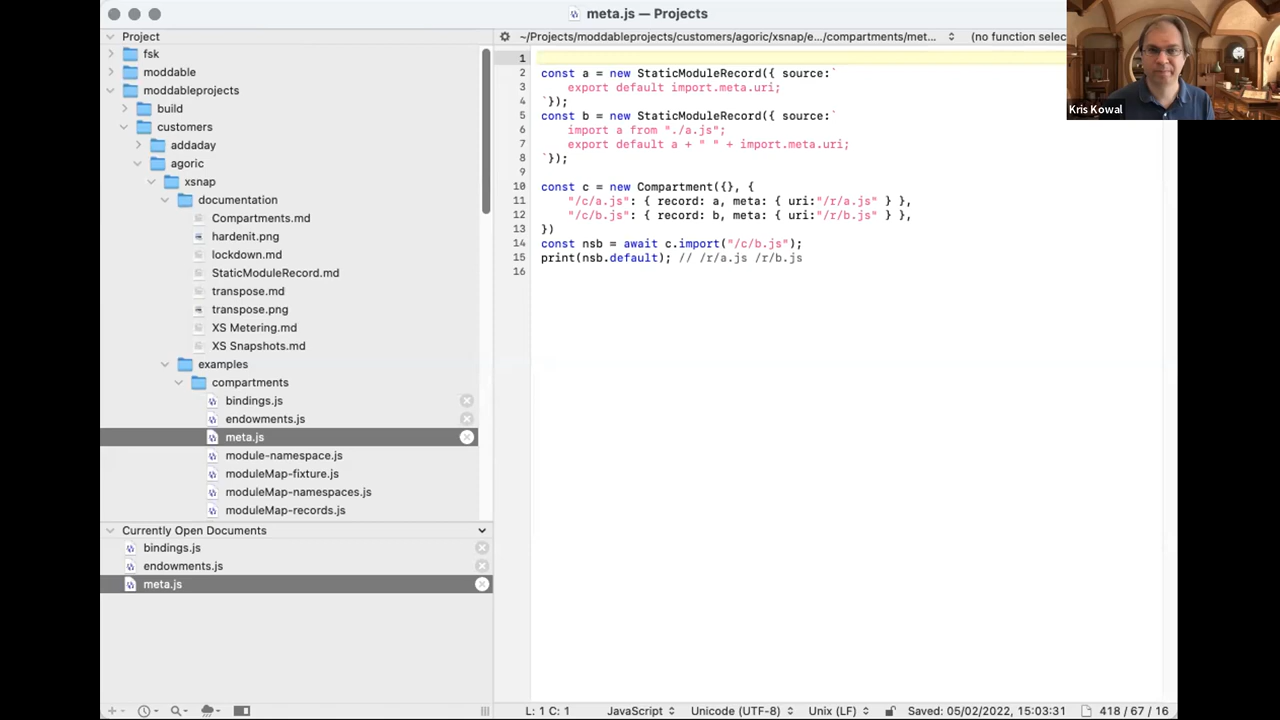 meta.js — Projects
Project
fsk
moddable
moddableprojects
build
customers
addaday
agoric
xsnap
documentation
Compartments.md
hardenit.png
lockdown.md
StaticModuleRecord.md
transpose.md
transpose.png
XS Metering.md
XS Snapshots.md
examples
compartments
bindings.js
endowments.js
meta.js
module-namespace.js
moduleMap-fixture.js
moduleMap-namespaces.js
moduleMap-records.js
Currently Open Documents
bindings.js
endowments.js
meta.js
~/Projects/moddableprojects/customers/agoric/xsnap/e.../compartments/met... (no function selec
1
2 const a = new StaticModuleRecord({ source:`
3 export default import.meta.uri;
4 `});
5 const b = new StaticModuleRecord({ source:`
6 import a from "./a.js";
7 export default a + " " + import.meta.uri;
8 `});
9
10 const c = new Compartment({}, {
11 "/c/a.js": { record: a, meta: { uri:"/r/a.js" } },
12 "/c/b.js": { record: b, meta: { uri:"/r/b.js" } },
13 })
14 const nsb = await c.import("/c/b.js");
15 print(nsb.default); // /r/a.js /r/b.js
16
L: 1 C: 1 JavaScript Unicode (UTF-8) Unix (LF) Saved: 05/02/2022, 15:03:31 418 / 67 / 16
Kris Kowal